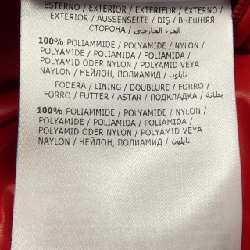 ESTERNO / EXTERIOR / EXTERIEUR / EXTERNO /
EXTERIOR / AUSSENSEITE / DIŞ / ВНЕШНЯЯ
СТОРОНА / الجزء الخارجي /
100% POLIAMMIDE / POLYAMIDE / NYLON /
POLYAMIDE / POLIAMIDA / POLIAMIDA /
POLYAMID ODER NYLON / POLYAMID VEYA
NAYLON / НЕЙЛОН, ПОЛИАМИД / نايلون /
FODERA / LINING / DOUBLURE / FORRO /
FORRO / FUTTER / ASTAR / ПОДКЛАДКА / بطانة /
100% POLIAMMIDE / POLYAMIDE / NYLON /
POLYAMIDE / POLIAMIDA / POLIAMIDA /
POLYAMID ODER NYLON / POLYAMID VEYA
NAYLON / НЕЙЛОН, ПОЛИАМИД / نايلون /